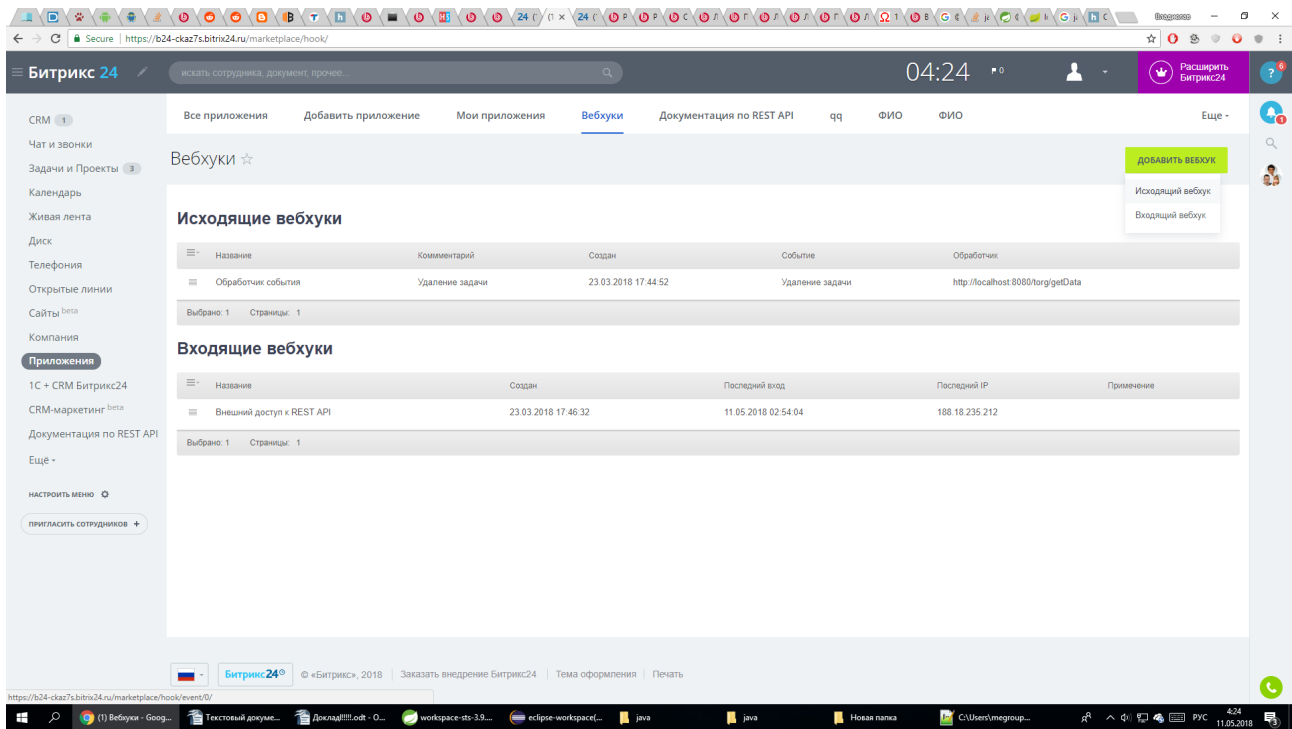 Secure | https://b24-ckaz7s.bitrix24.ru/marketplace/hook/
Битрикс 24
искать сотрудника, документ, прочее...
04:24
0
Расширить
Битрикс24
? 6
CRM 1
Чат и звонки
Задачи и Проекты 3
Календарь
Живая лента
Диск
Телефония
Открытые линии
Сайты beta
Компания
Приложения
1С + CRM Битрикс24
CRM-маркетинг beta
Документация по REST API
Ещё
НАСТРОИТЬ МЕНЮ
ПРИГЛАСИТЬ СОТРУДНИКОВ +
Все приложения Добавить приложение Мои приложения Вебхуки Документация по REST API qq ФИО ФИО Еще
1
Вебхуки
ДОБАВИТЬ ВЕБХУК
Исходящий вебхук
Входящий вебхук
Исходящие вебхуки
Название Коммментарий Создан Событие Обработчик
Обработчик события Удаление задачи 23.03.2018 17:44:52 Удаление задачи http://localhost:8080/torg/getData
Выбрано: 1 Страницы: 1
Входящие вебхуки
Название Создан Последний вход Последний IP Примечение
Внешний доступ к REST API 23.03.2018 17:46:32 11.05.2018 02:54:04 188.18.235.212
Выбрано: 1 Страницы: 1
Битрикс24 © «Битрикс», 2018 Заказать внедрение Битрикс24 Тема оформления Печать
https://b24-ckaz7s.bitrix24.ru/marketplace/hook/event/0/
(1) Вебхуки - Goog... Текстовый докуме... Доклад!!!!!.odt - O... workspace-sts-3.9.... eclipse-workspace(... java java Новая папка C:\Users\megroup... РУС
4:24
11.05.2018
3